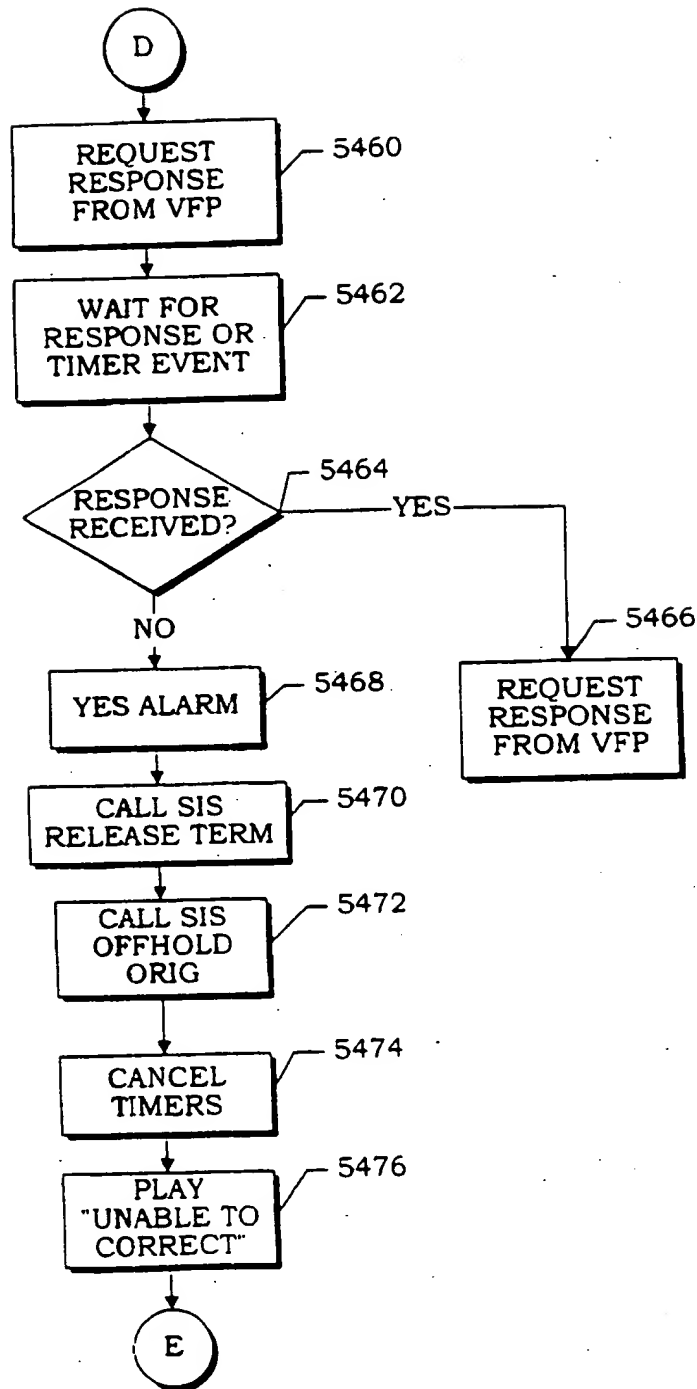 D
REQUEST
RESPONSE
FROM VFP
5460
WAIT FOR
RESPONSE OR
TIMER EVENT
5462
RESPONSE
RECEIVED?
5464
YES
NO
5466
REQUEST
RESPONSE
FROM VFP
YES ALARM
5468
CALL SIS
RELEASE TERM
5470
CALL SIS
OFFHOLD
ORIG
5472
CANCEL
TIMERS
5474
PLAY
"UNABLE TO
CORRECT"
5476
E